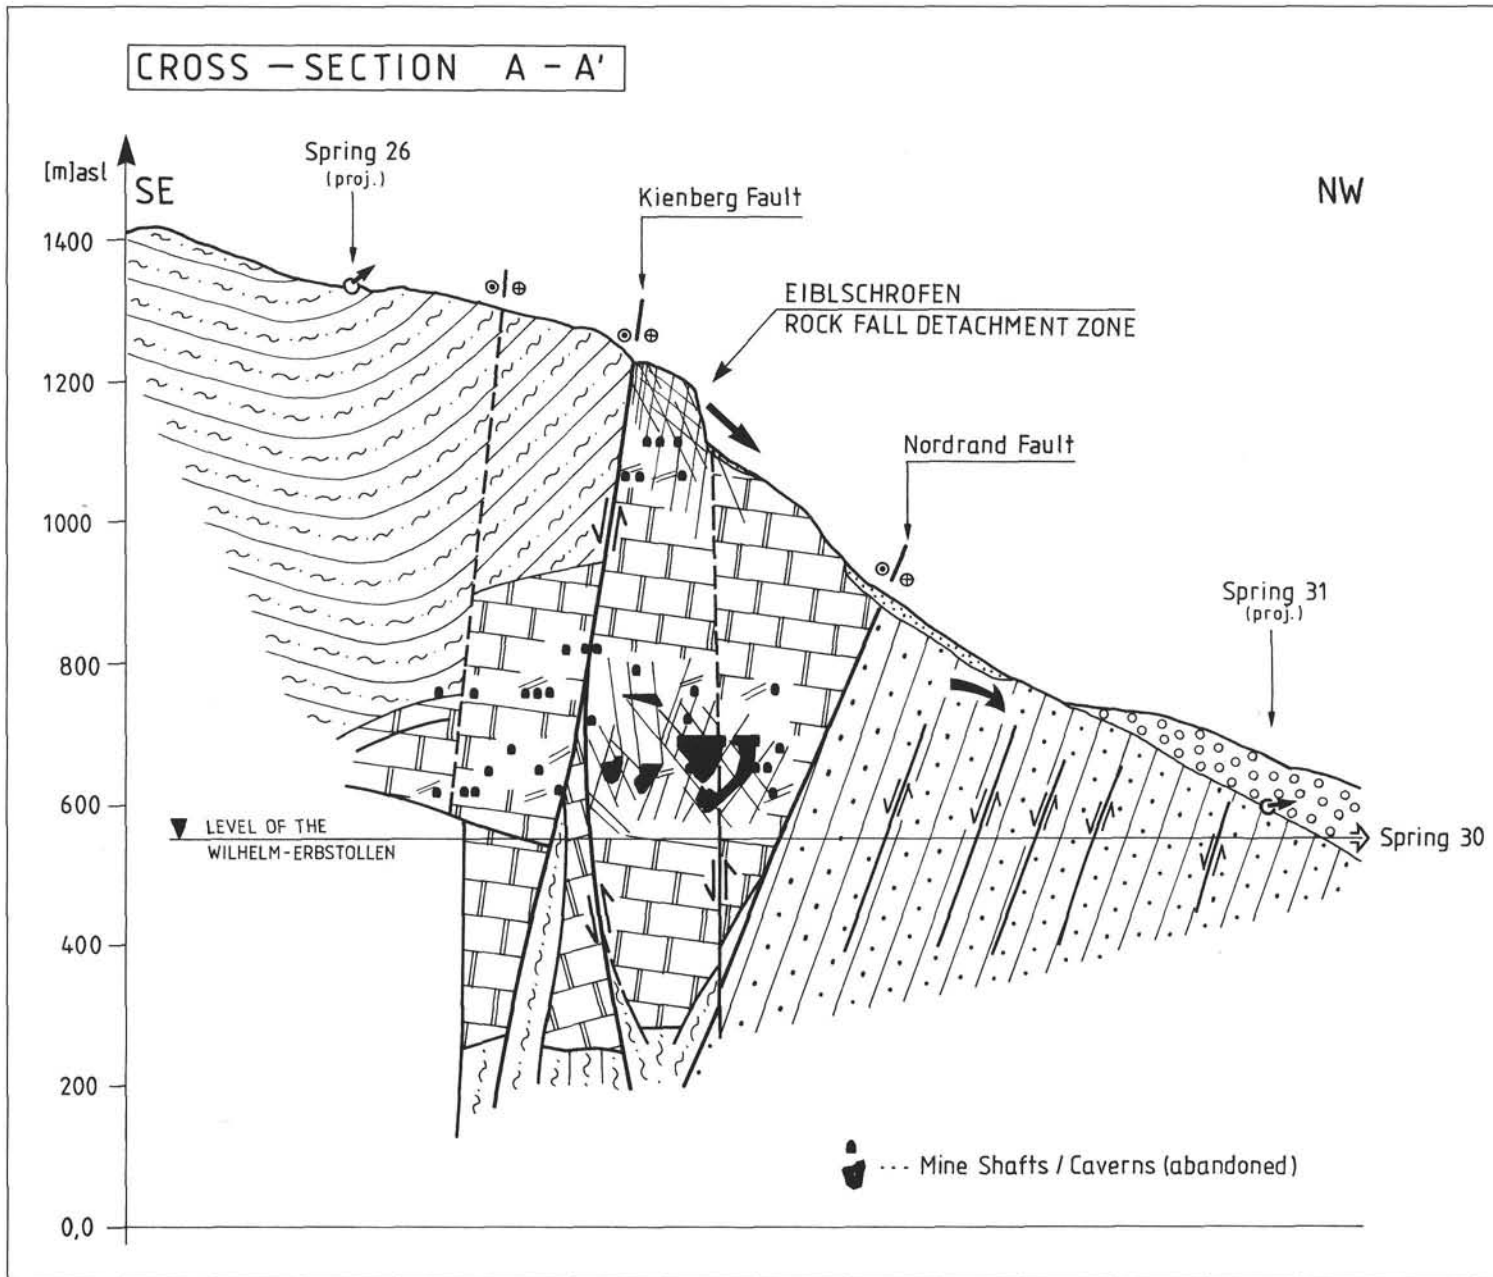 CROSS – SECTION A – A'
Spring 26
(proj.)
[m]asl
SE
Kienberg Fault
NW
1400
EIBLSCHROFEN
ROCK FALL DETACHMENT ZONE
1200
Nordrand Fault
1000
Spring 31
(proj.)
800
600
LEVEL OF THE
WILHELM-ERBSTOLLEN
Spring 30
400
200
... Mine Shafts / Caverns (abandoned)
0,0